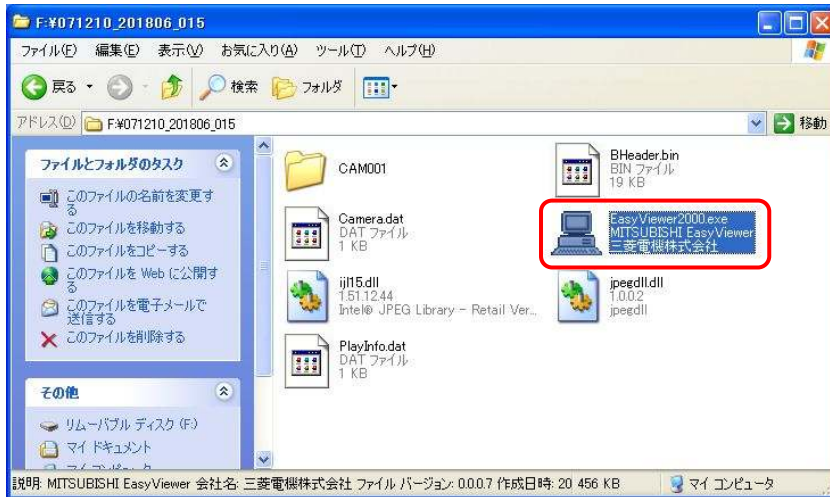 F:¥071210_201806_015
ファイル(F) 編集(E) 表示(V) お気に入り(A) ツール(T) ヘルプ(H)
戻る 検索 フォルダ
アドレス(D) F:¥071210_201806_015 移動
ファイルとフォルダのタスク
このファイルの名前を変更す
る
このファイルを移動する
このファイルをコピーする
このファイルを Web に公開す
る
このファイルを電子メールで
送信する
このファイルを削除する
その他
リムーバブル ディスク (F:)
マイ ドキュメント
CAM001
BHeader.bin
BIN ファイル
19 KB
Camera.dat
DAT ファイル
1 KB
EasyViewer2000.exe
MITSUBISHI EasyViewer
三菱電機株式会社
ijl15.dll
1.51.12.44
Intel® JPEG Library - Retail Ver...
jpegdll.dll
1.0.0.2
jpegdll
PlayInfo.dat
DAT ファイル
1 KB
説明: MITSUBISHI EasyViewer 会社名: 三菱電機株式会社 ファイル バージョン: 0.0.0.7 作成日時: 20 456 KB マイ コンピュータ